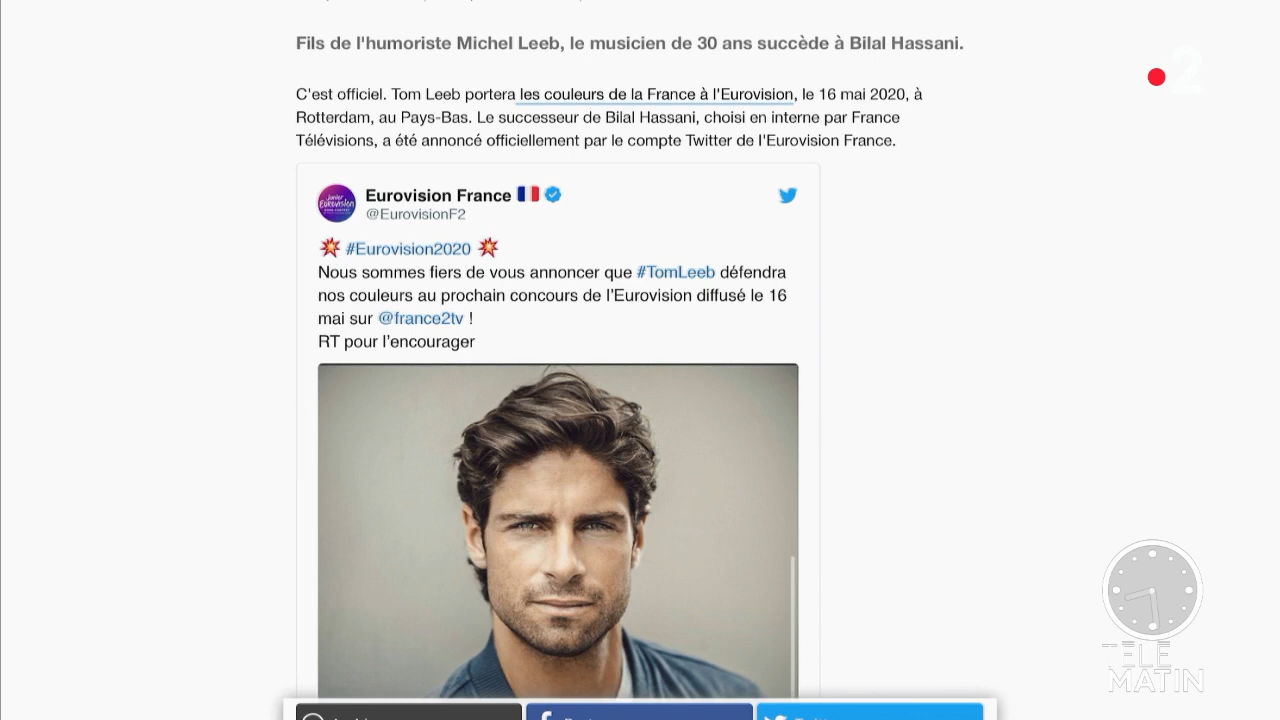 Fils de l'humoriste Michel Leeb, le musicien de 30 ans succède à Bilal Hassani.
C'est officiel. Tom Leeb portera les couleurs de la France à l'Eurovision, le 16 mai 2020, à
Rotterdam, au Pays-Bas. Le successeur de Bilal Hassani, choisi en interne par France
Télévisions, a été annoncé officiellement par le compte Twitter de l'Eurovision France.
Eurovision France
@EurovisionF2
#Eurovision2020
Nous sommes fiers de vous annoncer que #TomLeeb défendra
nos couleurs au prochain concours de l’Eurovision diffusé le 16
mai sur @france2tv !
RT pour l’encourager
2
TÉLÉ
MATIN